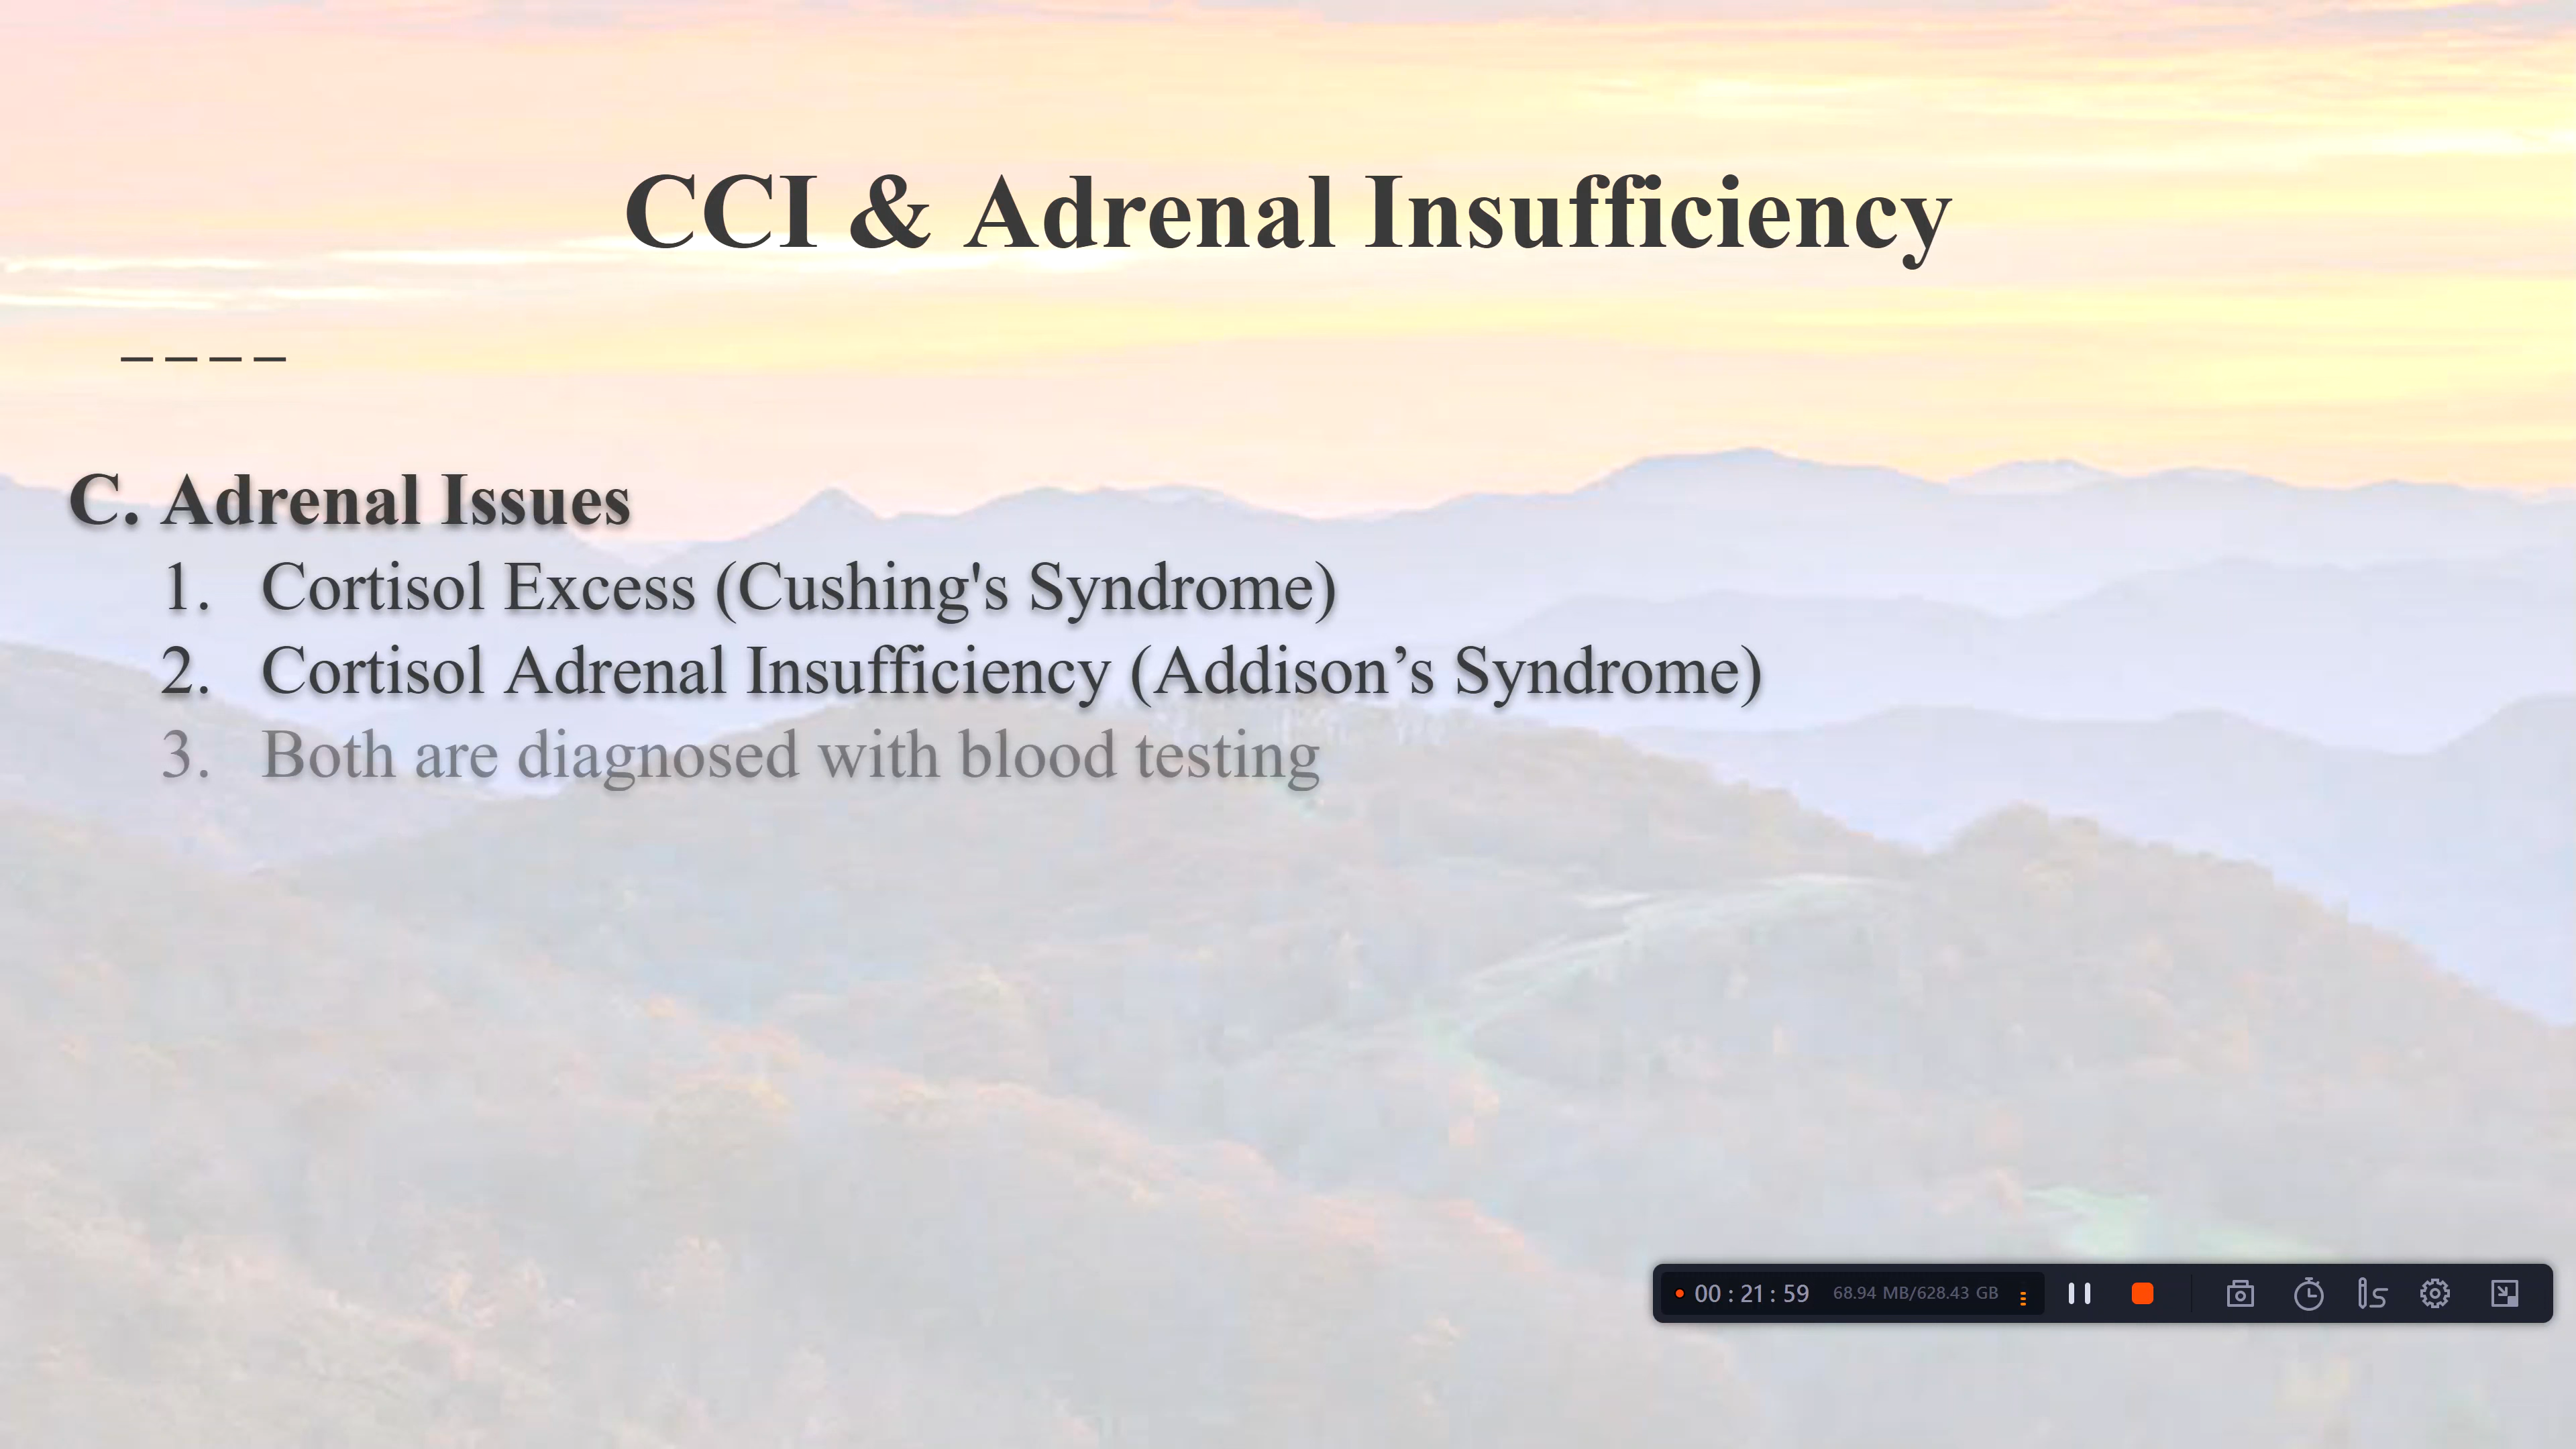 CCI & Adrenal Insufficiency
C. Adrenal Issues
1. Cortisol Excess (Cushing's Syndrome)
2. Cortisol Adrenal Insufficiency (Addison’s Syndrome)
3. Both are diagnosed with blood testing
00 : 21 : 59 68.94 MB/628.43 GB